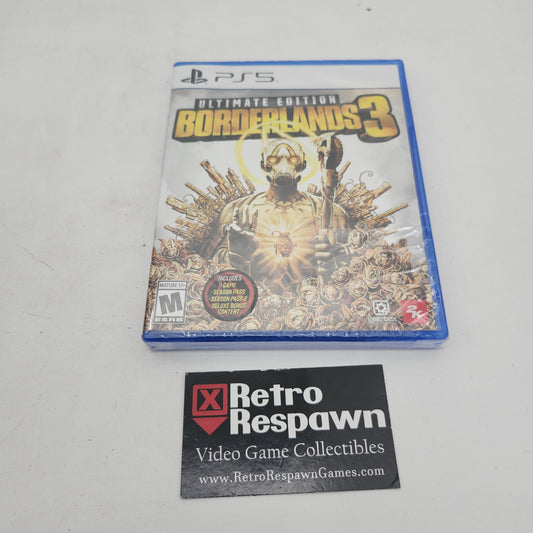 PS5
ULTIMATE EDITION
BORDERLANDS 3
INCLUDES:
GAME
• SEASON PASS
• SEASON PASS 2
• DELUXE BONUS
CONTENT
MATURE 17+
M
ESRB
gearbox
2K
X Retro
Respawn
Video Game Collectibles
www.RetroRespawnGames.com